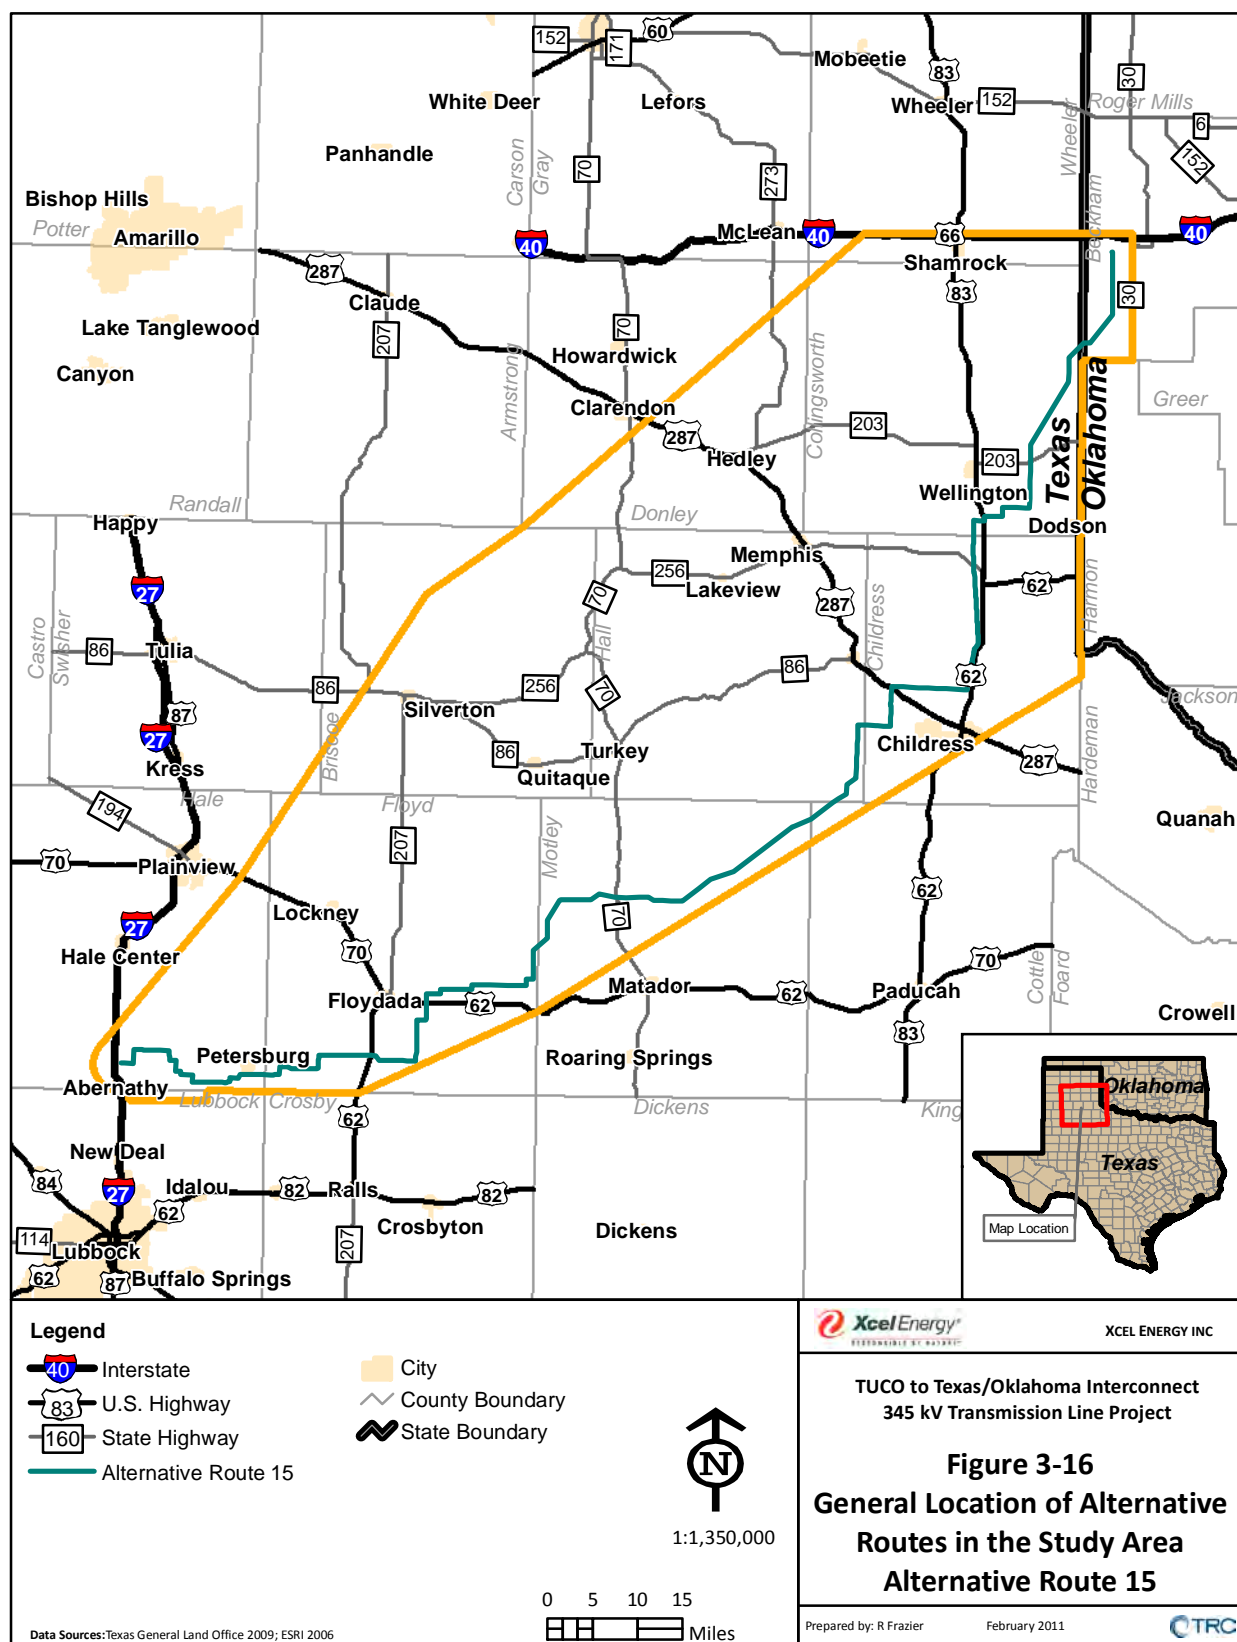 60
152
171
Mobeetie
83
30
White Deer
Lefors
Wheeler
152
Wheeler
Roger Mills
6
Panhandle
Carson
Gray
70
273
152
Bishop Hills
Potter
Amarillo
40
McLean
40
66
Beckham
40
Shamrock
287
Claude
83
30
Lake Tanglewood
207
70
Howardwick
Canyon
Armstrong
Collingsworth
Oklahoma
Texas
Greer
Clarendon
287
203
Hedley
203
Wellington
Randall
Happy
Donley
Dodson
Memphis
256
Lakeview
27
70
287
62
Harmon
Childress
Castro
Swisher
86
Tulia
Hall
86
86
256
70
62
Jackson
Silverton
87
27
Briscoe
86
Turkey
Childress
Quitaque
287
Hardeman
Kress
Hale
Floyd
194
Quanah
207
Motley
70
Plainview
62
Lockney
70
27
Hale Center
70
70
Cottle
Foard
Floydada
62
Matador
62
Paducah
Crowell
83
Petersburg
Roaring Springs
Abernathy
Lubbock
Crosby
Dickens
King
62
New Deal
84
27
Idalou
62
82
Ralls
82
Crosbyton
Dickens
114
Lubbock
207
62
87
Buffalo Springs
Oklahoma
Texas
Map Location
Legend
40 Interstate
83 U.S. Highway
160 State Highway
Alternative Route 15
City
County Boundary
State Boundary
N
1:1,350,000
0 5 10 15
Miles
Data Sources:Texas General Land Office 2009; ESRI 2006
Xcel Energy®
RESPONSIBLE BY NATURE™
XCEL ENERGY INC
TUCO to Texas/Oklahoma Interconnect
345 kV Transmission Line Project
Figure 3-16
General Location of Alternative
Routes in the Study Area
Alternative Route 15
Prepared by: R Frazier
February 2011
TRC